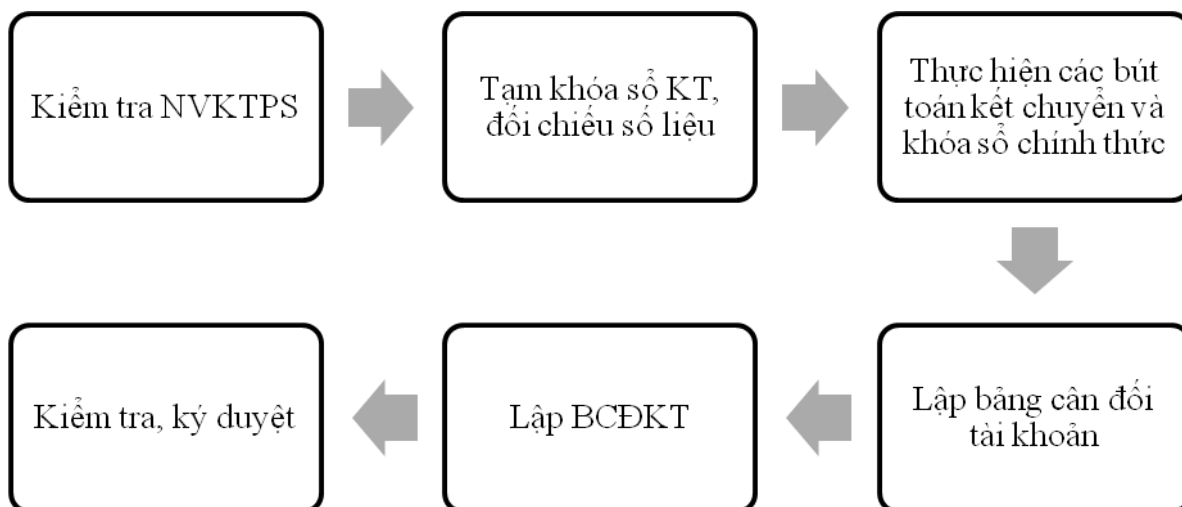 Kiểm tra NVKTPS
Tạm khóa sổ KT,
đối chiếu số liệu
Thực hiện các bút
toán kết chuyển và
khóa sổ chính thức
Lập bảng cân đối
tài khoản
Lập BCĐKT
Kiểm tra, ký duyệt